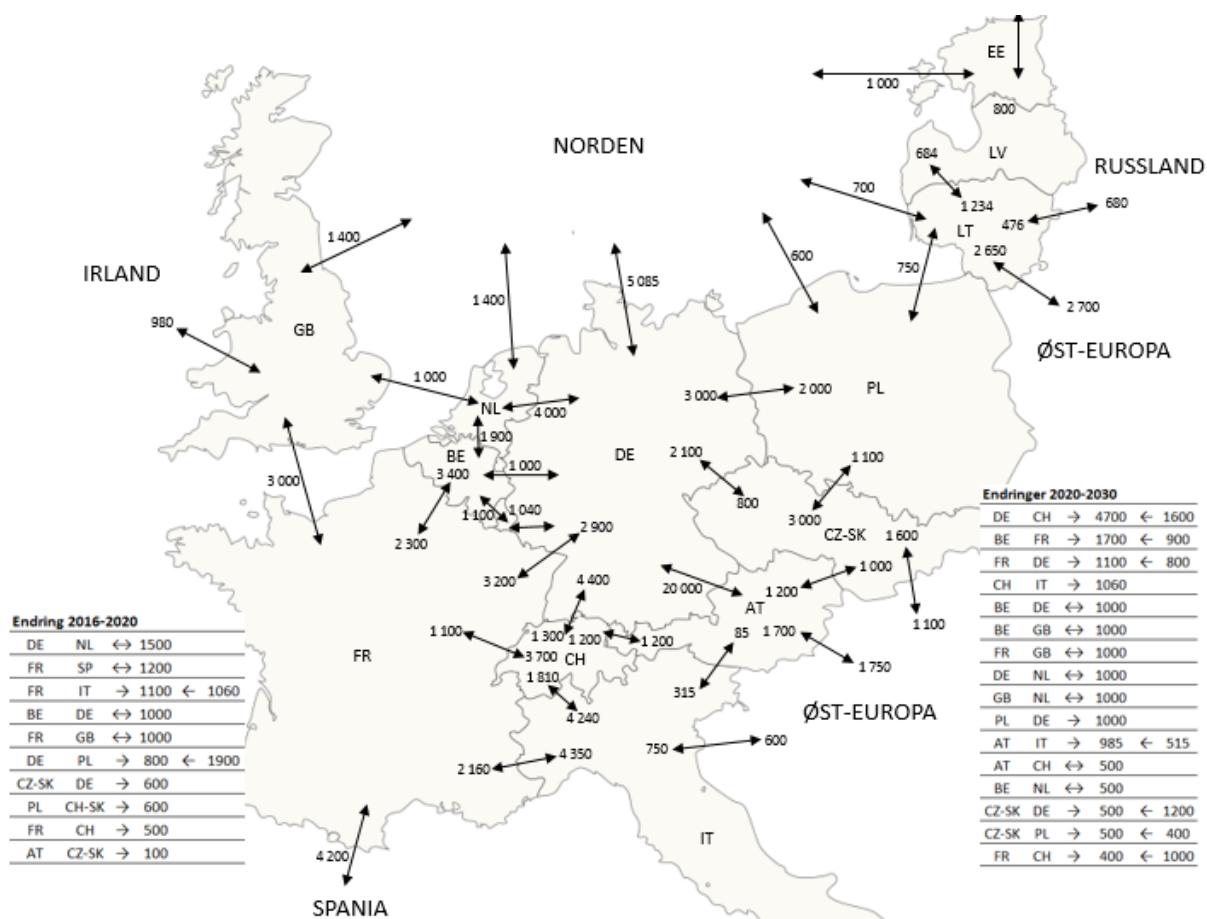 EE
1 000
800
NORDEN
684
LV
RUSSLAND
700
1 234
476
680
LT
2 650
1 400
IRLAND
600
750
5 085
1 400
2 700
980
GB
ØST-EUROPA
1 000
3 000
2 000
PL
NL
4 000
1 900
BE
DE
2 100
1 100
3 400
1 000
3 000
800
1 100
1 040
3 000
2 900
CZ-SK
1 600
2 300
3 200
4 400
20 000
1 200
1 000
AT
1 100
1 100
1 300
1 200
1 200
85
1 700
FR
3 700
CH
1 750
1 810
315
4 240
ØST-EUROPA
750
600
4 350
2 160
IT
4 200
SPANIA
Endring 2016-2020
DE NL ↔ 1500
FR SP ↔ 1200
FR IT → 1100 ← 1060
BE DE ↔ 1000
FR GB ↔ 1000
DE PL → 800 ← 1900
CZ-SK DE → 600
PL CH-SK → 600
FR CH → 500
AT CZ-SK → 100
Endringer 2020-2030
DE CH → 4700 ← 1600
BE FR → 1700 ← 900
FR DE → 1100 ← 800
CH IT → 1060
BE DE ↔ 1000
BE GB ↔ 1000
FR GB ↔ 1000
DE NL ↔ 1000
GB NL ↔ 1000
PL DE → 1000
AT IT → 985 ← 515
AT CH ↔ 500
BE NL ↔ 500
CZ-SK DE → 500 ← 1200
CZ-SK PL → 500 ← 400
FR CH → 400 ← 1000